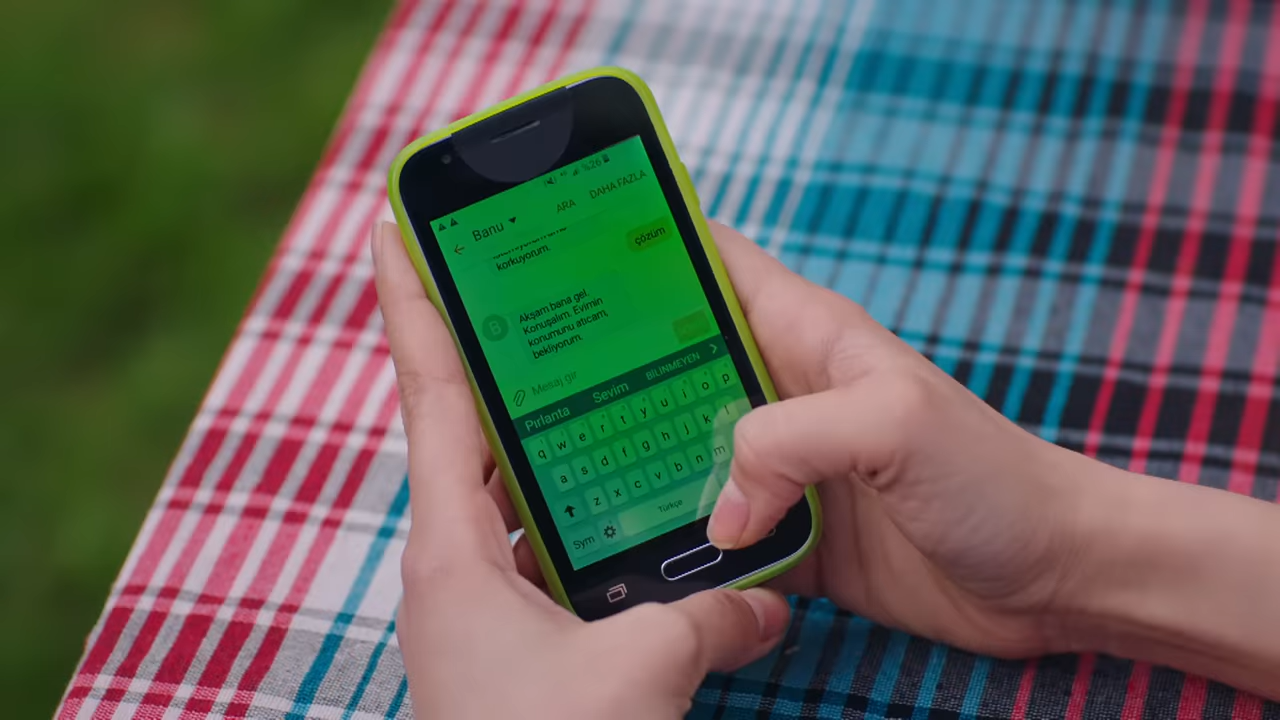 %26
ARA DAHA FAZLA
Banu
çözüm
korkuyorum.
B
Akşam bana gel.
Konuşalım. Evimin
konumunu atıcam,
bekliyorum.
Mesaj gir
Pırlanta Sevim BİLİNMEYEN
q w e r t y u i o p
a s d f g h j k l
z x c v b n m
Sym Türkçe